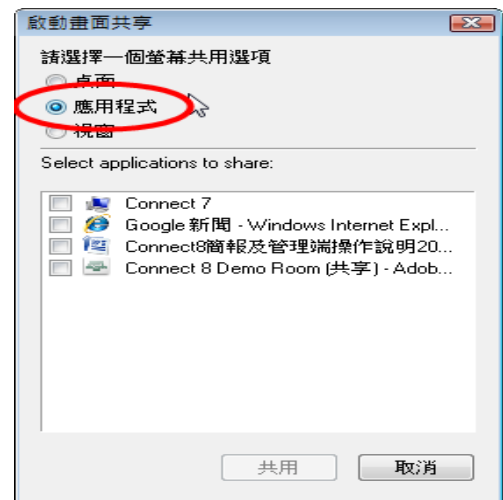 啟動畫面共享
請選擇一個螢幕共用選項
桌面
應用程式
視窗
Select applications to share:
Connect 7
Google 新聞 - Windows Internet Expl...
Connect8簡報及管理端操作說明20...
Connect 8 Demo Room (共享) - Adob...
共用
取消